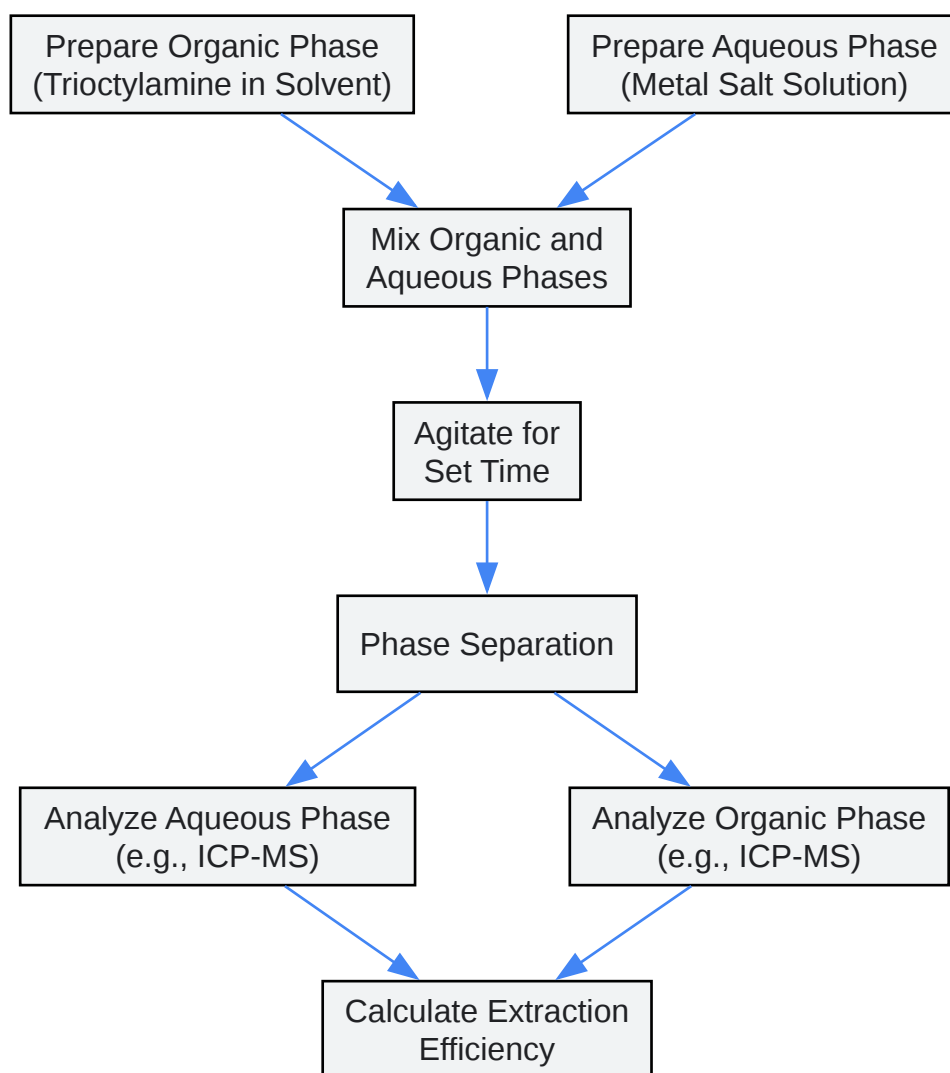 Prepare Organic Phase
(Trioctylamine in Solvent)
Prepare Aqueous Phase
(Metal Salt Solution)
Mix Organic and
Aqueous Phases
Agitate for
Set Time
Phase Separation
Analyze Aqueous Phase
(e.g., ICP-MS)
Analyze Organic Phase
(e.g., ICP-MS)
Calculate Extraction
Efficiency